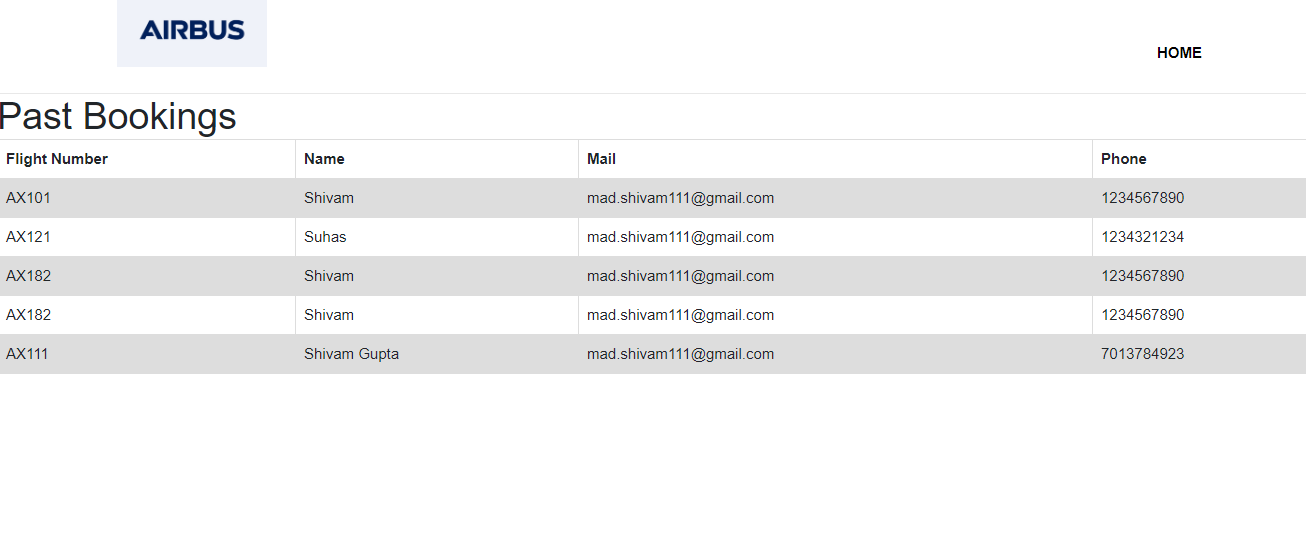 AIRBUS
HOME
Past Bookings
Flight Number Name Mail Phone
AX101 Shivam mad.shivam111@gmail.com 1234567890
AX121 Suhas mad.shivam111@gmail.com 1234321234
AX182 Shivam mad.shivam111@gmail.com 1234567890
AX182 Shivam mad.shivam111@gmail.com 1234567890
AX111 Shivam Gupta mad.shivam111@gmail.com 7013784923